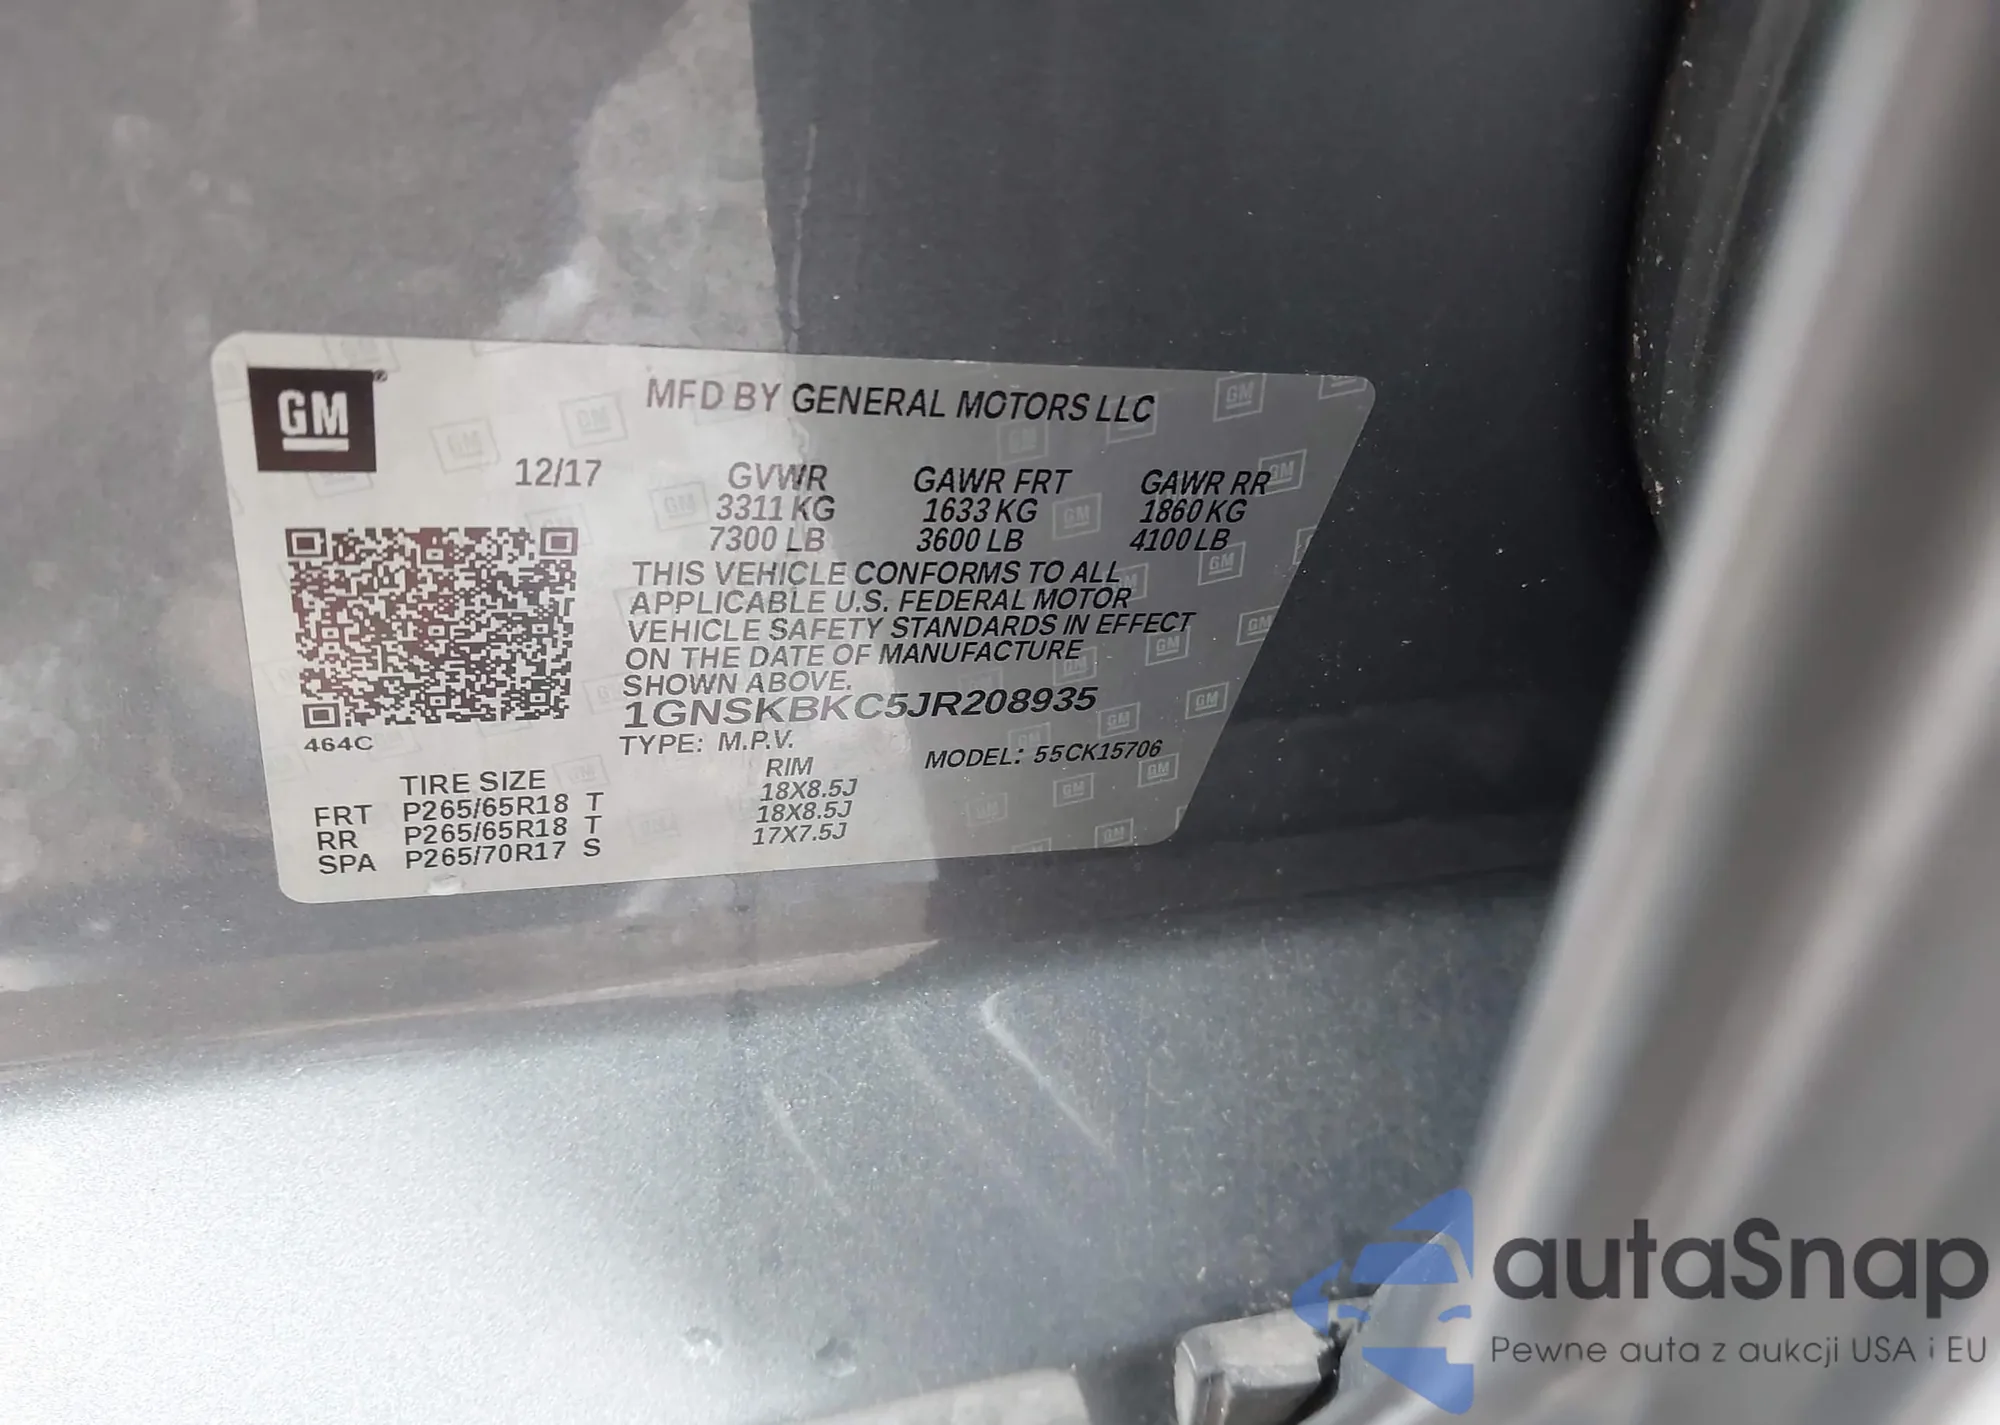 GM
MFD BY GENERAL MOTORS LLC
12/17
GVWR GAWR FRT GAWR RR
3311 KG 1633 KG 1860 KG
7300 LB 3600 LB 4100 LB
THIS VEHICLE CONFORMS TO ALL
APPLICABLE U.S. FEDERAL MOTOR
VEHICLE SAFETY STANDARDS IN EFFECT
ON THE DATE OF MANUFACTURE
SHOWN ABOVE.
1GNSKBKC5JR208935
464C
TYPE: M.P.V. MODEL: 55CK15706
TIRE SIZE RIM
FRT P265/65R18 T 18X8.5J
RR P265/65R18 T 18X8.5J
SPA P265/70R17 S 17X7.5J
autaSnap
Pewne auta z aukcji USA i EU